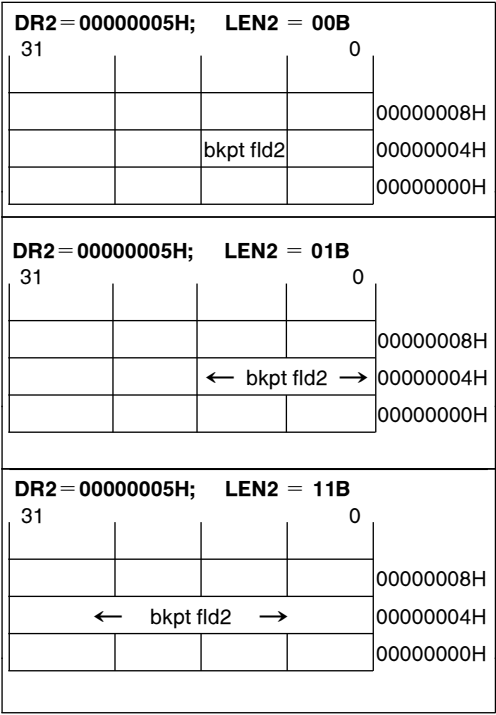 DR2=00000005H; LEN2 = 00B
31 0
00000008H
bkpt fld2 00000004H
00000000H
DR2=00000005H; LEN2 = 01B
31 0
00000008H
← bkpt fld2 → 00000004H
00000000H
DR2=00000005H; LEN2 = 11B
31 0
00000008H
← bkpt fld2 → 00000004H
00000000H